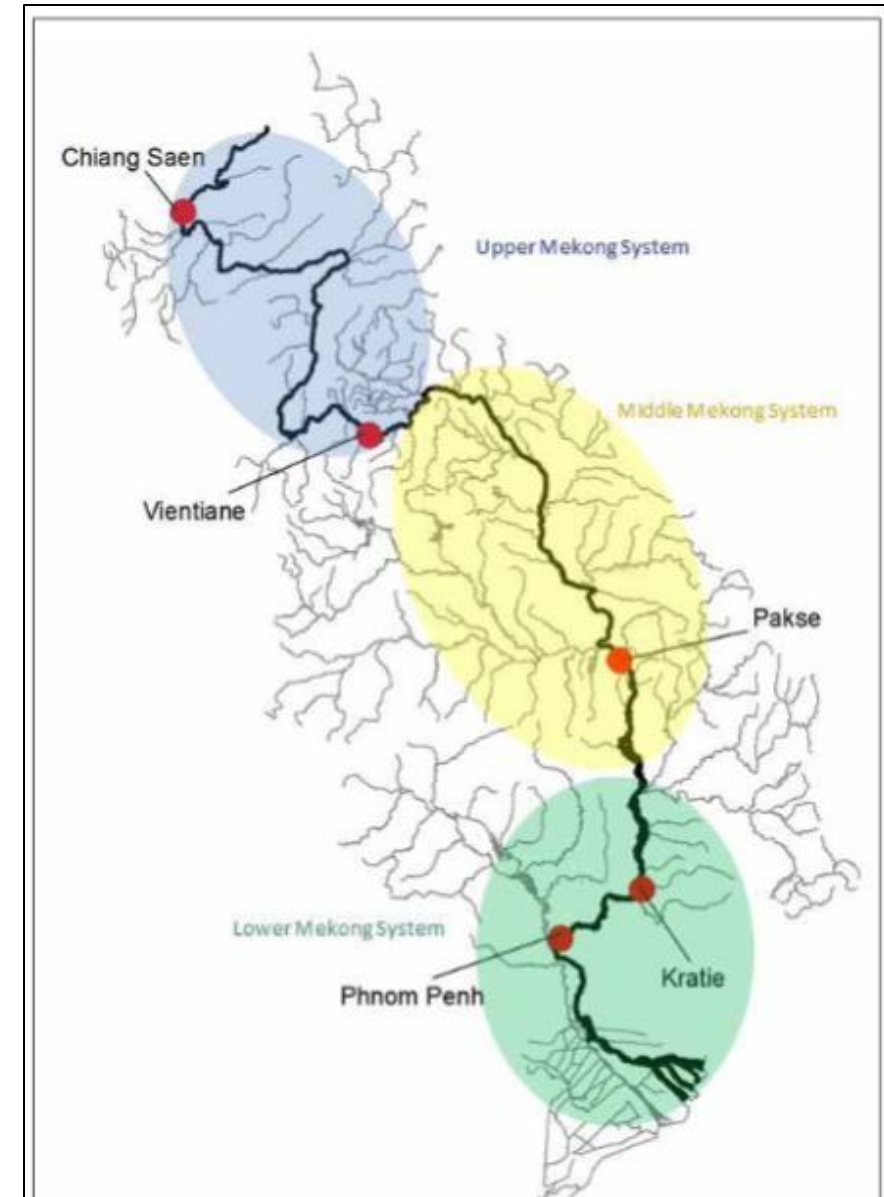 Chiang Saen
Upper Mekong System
Middle Mekong System
Vientiane
Pakse
Lower Mekong System
Kratie
Phnom Penh